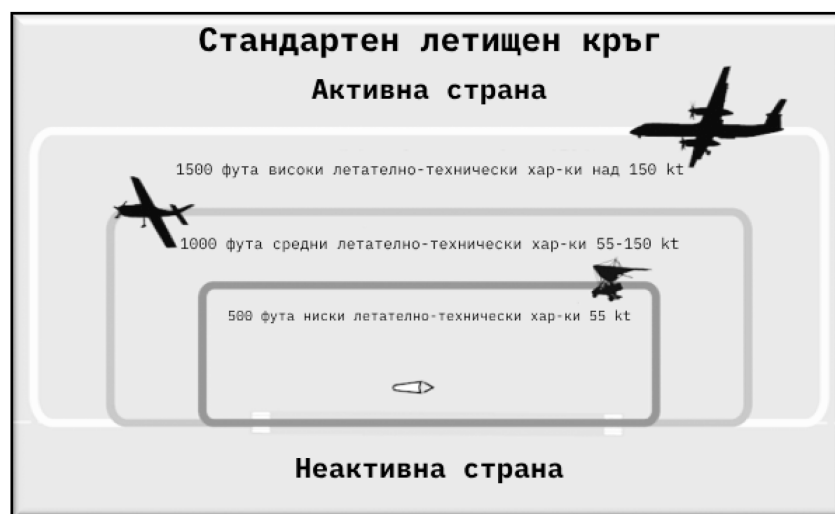 Стандартен летищен кръг
Активна страна
1500 фута високи летателно-технически хар-ки над 150 kt
1000 фута средни летателно-технически хар-ки 55-150 kt
500 фута ниски летателно-технически хар-ки 55 kt
Неактивна страна